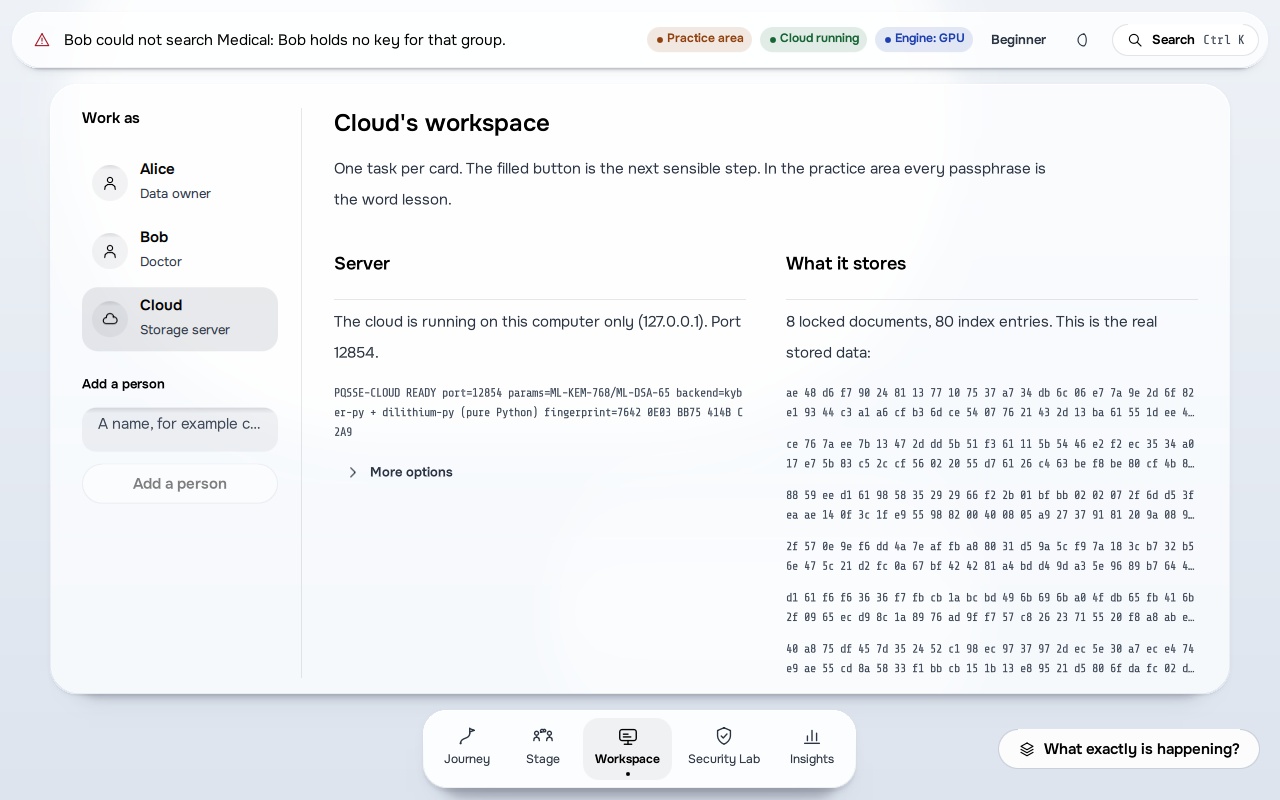 Bob could not search Medical: Bob holds no key for that group.
Practice area
Cloud running
Engine: GPU
Beginner
Search Ctrl K
Work as
Alice
Data owner
Bob
Doctor
Cloud
Storage server
Add a person
A name, for example c...
Add a person
Cloud's workspace
One task per card. The filled button is the next sensible step. In the practice area every passphrase is
the word lesson.
Server
The cloud is running on this computer only (127.0.0.1). Port
12854.
PQSSE-CLOUD READY port=12854 params=ML-KEM-768/ML-DSA-65 backend=kyb
er-py + dilithium-py (pure Python) fingerprint=7642 0E03 BB75 414B C
2A9
More options
What it stores
8 locked documents, 80 index entries. This is the real
stored data:
ae 48 d6 f7 90 24 81 13 77 10 75 37 a7 34 db 6c 06 e7 7a 9e 2d 6f 82
e1 93 44 c3 a1 a6 cf b3 6d ce 54 07 76 21 43 2d 13 ba 61 55 1d ee 4…
ce 76 7a ee 7b 13 47 2d dd 5b 51 f3 61 11 5b 54 46 e2 f2 ec 35 34 a0
17 e7 5b 83 c5 2c cf 56 02 20 55 d7 61 26 c4 63 be f8 be 80 cf 4b 8…
88 59 ee d1 61 98 58 35 29 29 66 f2 2b 01 bf bb 02 02 07 2f 6d d5 3f
ea ae 14 0f 3c 1f e9 55 98 82 00 40 08 05 a9 27 37 91 81 20 9a 08 9…
2f 57 0e 9e f6 dd 4a 7e af fb a8 80 31 d5 9a 5c f9 7a 18 3c b7 32 b5
6e 47 5c 21 d2 fc 0a 67 bf 42 42 81 a4 bd d4 9d a3 5e 96 89 b7 64 4…
d1 61 f6 f6 36 36 f7 fb cb 1a bc bd 49 6b 69 6b a0 4f db 65 fb 41 6b
2f 09 65 ec d9 8c 1a 89 76 ad 9f f7 57 c8 26 23 71 55 20 f8 a8 ab e…
40 a8 75 df 45 7d 35 24 52 c1 98 ec 97 37 97 2d ec 5e 30 a7 ec e4 74
e9 ae 55 cd 8a 58 33 f1 bb cb 15 1b 13 e8 95 21 d5 80 6f da fc 02 d…
Journey
Stage
Workspace
Security Lab
Insights
What exactly is happening?